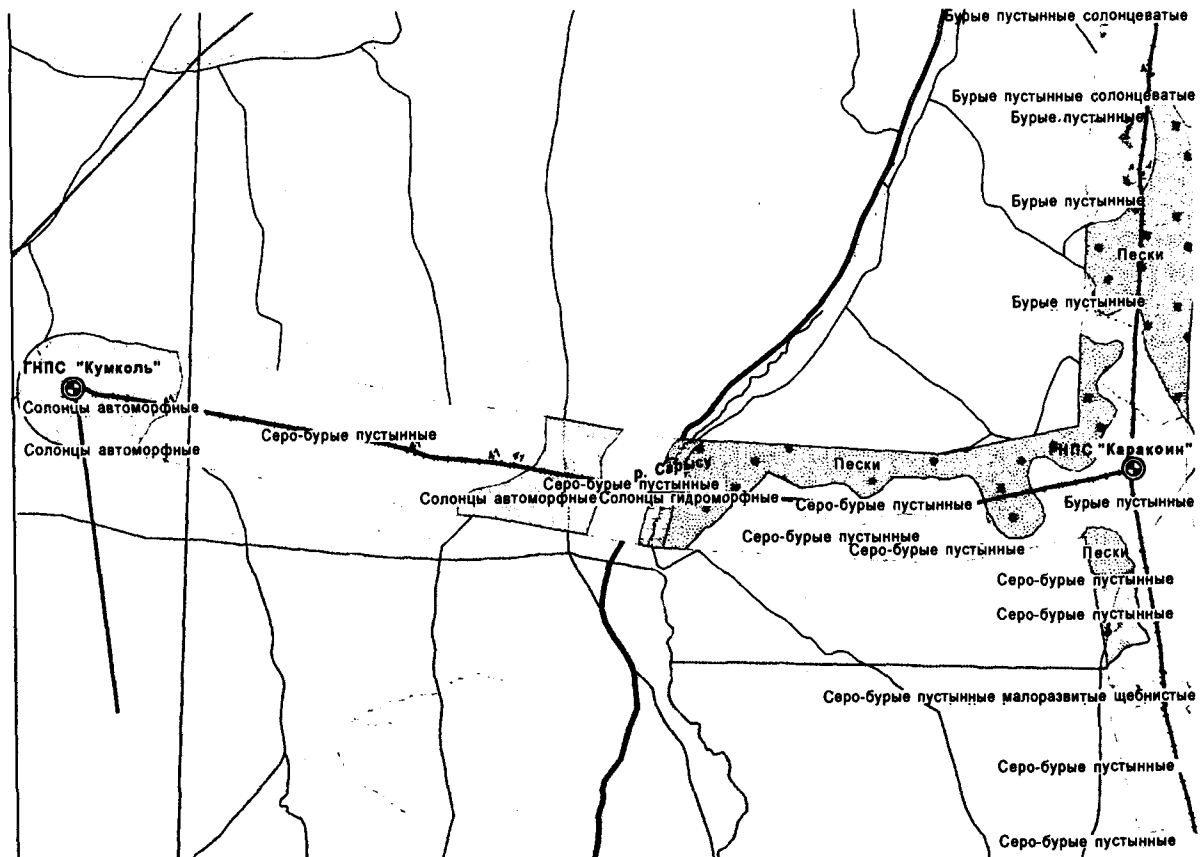 Бурые пустынные солонцеватые
Бурые пустынные солонцеватые
Бурые пустынные
Бурые пустынные
Пески
Бурые пустынные
ГНПС "Кумколь"
Солонцы автоморфные
Серо-бурые пустынные
Солонцы автоморфные
р. Сарысу
Пески
ГНПС "Каракоин"
Серо-бурые пустынные
Солонцы автоморфные
Солонцы гидроморфные
Серо-бурые пустынные
Бурые пустынные
Серо-бурые пустынные
Серо-бурые пустынные
Пески
Серо-бурые пустынные
Серо-бурые пустынные
Серо-бурые пустынные малоразвитые щебнистые
Серо-бурые пустынные
Серо-бурые пустынные